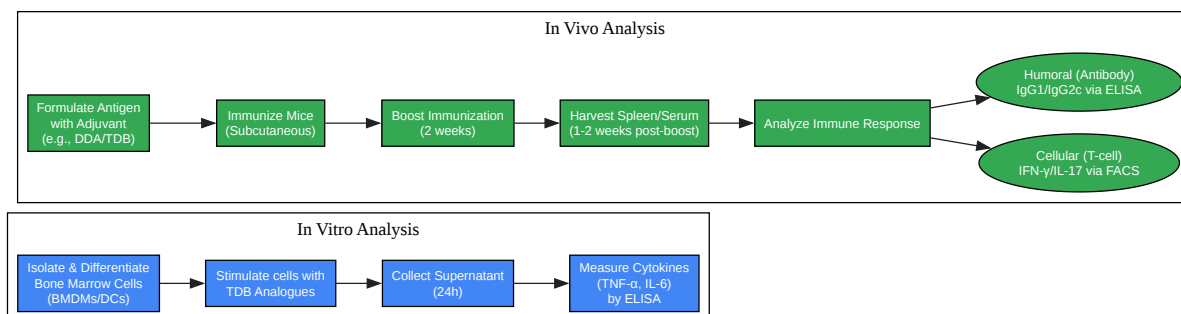 In Vivo Analysis
Formulate Antigen
with Adjuvant
(e.g., DDA/TDB)
Immunize Mice
(Subcutaneous)
Boost Immunization
(2 weeks)
Harvest Spleen/Serum
(1-2 weeks post-boost)
Analyze Immune Response
Humoral (Antibody)
IgG1/IgG2c via ELISA
Cellular (T-cell)
IFN-γ/IL-17 via FACS
In Vitro Analysis
Isolate & Differentiate
Bone Marrow Cells
(BMDMs/DCs)
Stimulate cells with
TDB Analogues
Collect Supernatant
(24h)
Measure Cytokines
(TNF-α, IL-6)
by ELISA